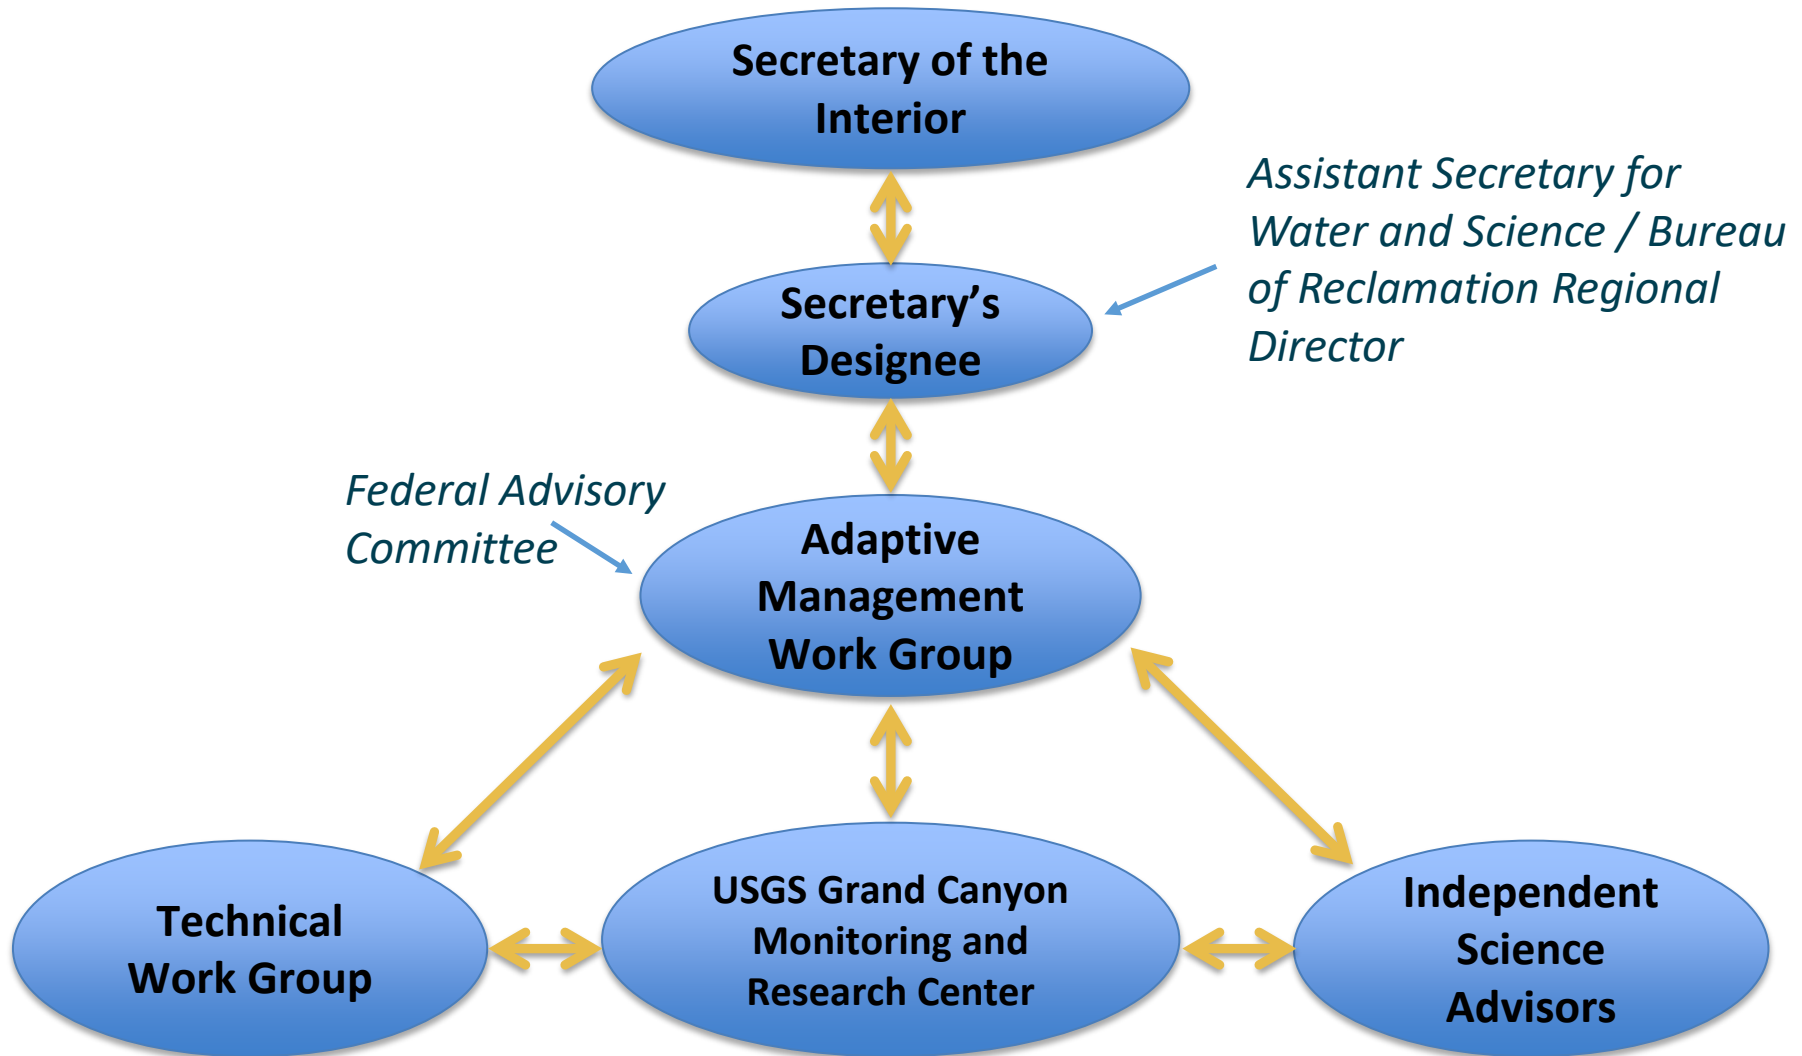 Secretary of the
Interior
Assistant Secretary for
Water and Science / Bureau
of Reclamation Regional
Director
Secretary’s
Designee
Federal Advisory
Committee
Adaptive
Management
Work Group
Technical
Work Group
USGS Grand Canyon
Monitoring and
Research Center
Independent
Science
Advisors